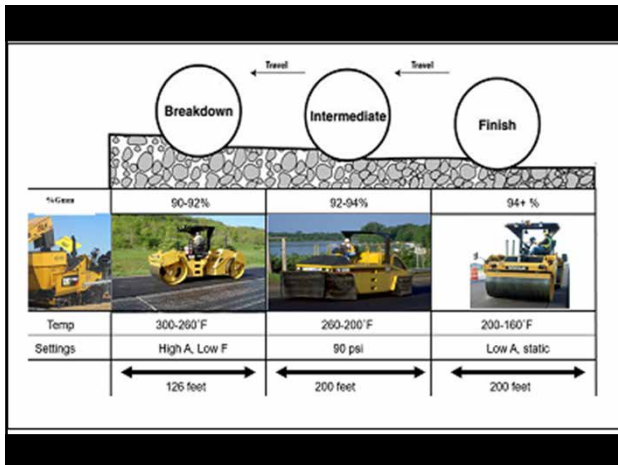 Travel
Travel
Breakdown
Intermediate
Finish
%Gmm
90-92%
92-94%
94+ %
Temp
300-260°F
260-200°F
200-160°F
Settings
High A, Low F
90 psi
Low A, static
126 feet
200 feet
200 feet